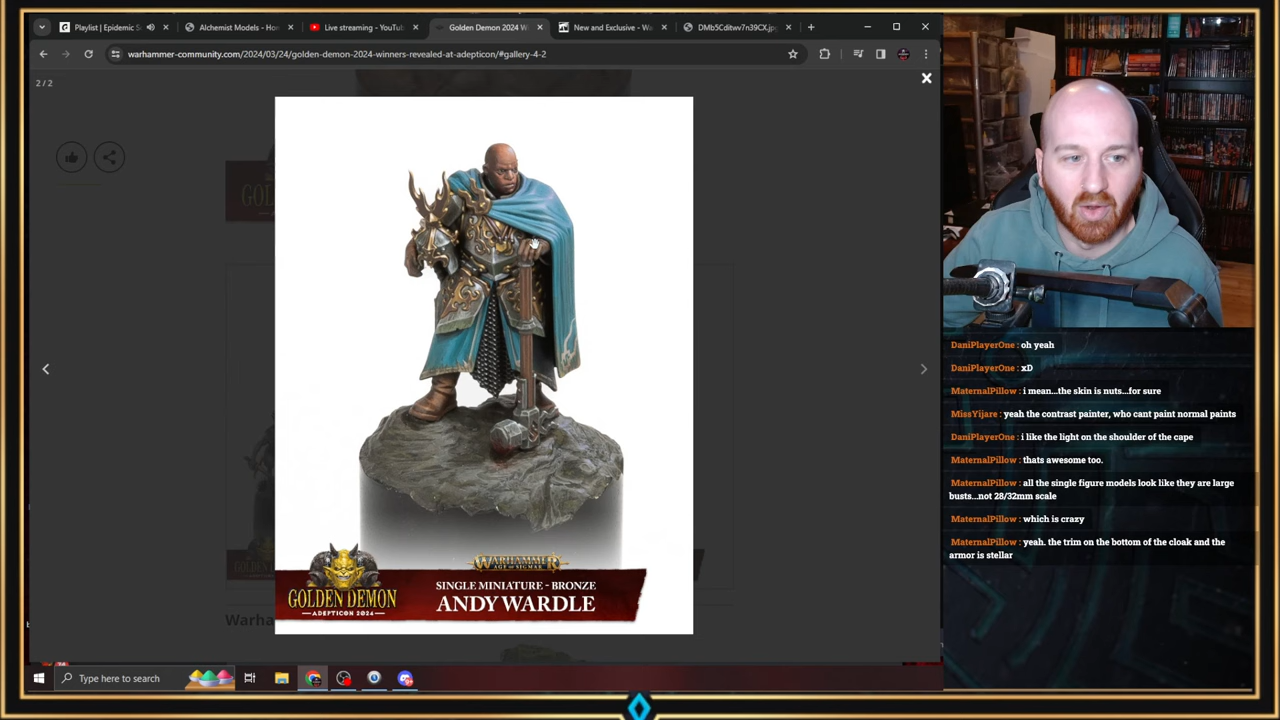 Playlist | Epidemic S
Alchemist Models - Ho
Live streaming - YouTub
Golden Demon 2024 W
New and Exclusive - W
DMb5Cditwv7n39CX.jp
warhammer-community.com/2024/03/24/golden-demon-2024-winners-revealed-at-adepticon/#gallery-4-2
2 / 2
GOL
WARHAMMER
AGE OF SIGMAR
SINGLE MINIATURE - BRONZE
ANDY WARDLE
GOLDEN DEMON
ADEPTICON 2024
Warha
DaniPlayerOne : oh yeah
DaniPlayerOne : xD
MaternalPillow : i mean...the skin is nuts...for sure
MissYijare : yeah the contrast painter, who cant paint normal paints
DaniPlayerOne : i like the light on the shoulder of the cape
MaternalPillow : thats awesome too.
MaternalPillow : all the single figure models look like they are large
busts...not 28/32mm scale
MaternalPillow : which is crazy
MaternalPillow : yeah. the trim on the bottom of the cloak and the
armor is stellar
Type here to search